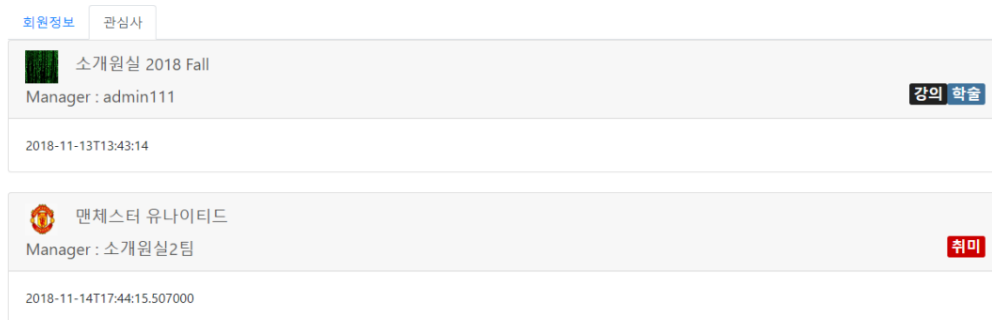 회원정보 관심사
소개원실 2018 Fall
Manager : admin111
강의 학술
2018-11-13T13:43:14
맨체스터 유나이티드
Manager : 소개원실2팀
취미
2018-11-14T17:44:15.507000